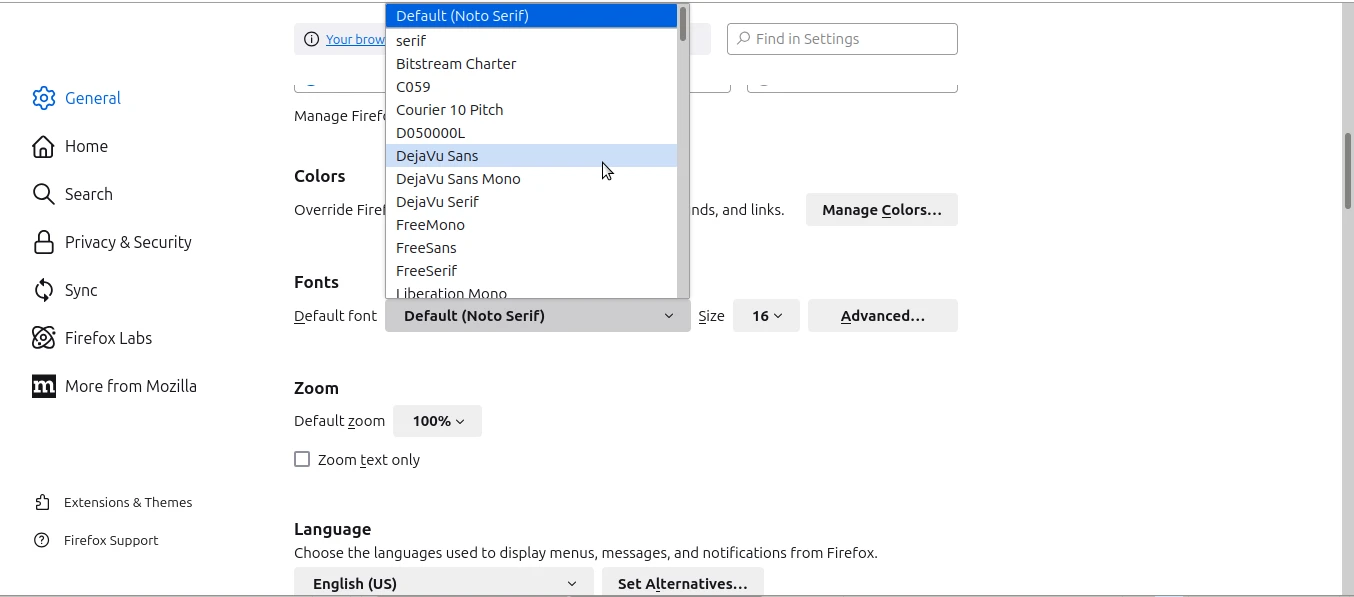 Default (Noto Serif)
serif
Bitstream Charter
C059
Courier 10 Pitch
D050000L
DejaVu Sans
DejaVu Sans Mono
DejaVu Serif
FreeMono
FreeSans
FreeSerif
Liberation Mono
Your brow
Find in Settings
General
Home
Search
Privacy & Security
Sync
Firefox Labs
More from Mozilla
Extensions & Themes
Firefox Support
Manage Firef
Colors
Override Firef
nds, and links.
Manage Colors...
Fonts
Default font
Default (Noto Serif)
Size
16
Advanced...
Zoom
Default zoom
100%
Zoom text only
Language
Choose the languages used to display menus, messages, and notifications from Firefox.
English (US)
Set Alternatives...